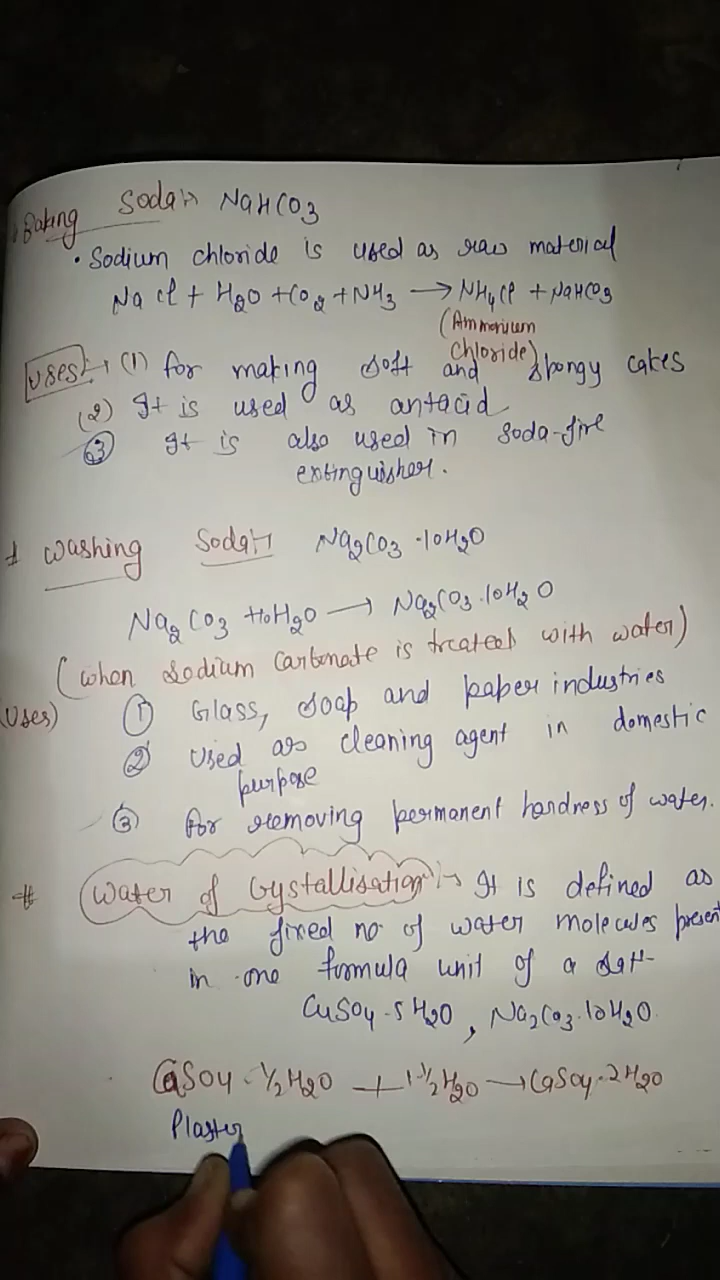 Baking Soda:- NaHCO3
• Sodium chloride is used as raw material
NaCl + H2O + CO2 + NH3 → NH4Cl + NaHCO3
(Ammonium Chloride)
Uses:- (1) for making soft and spongy cakes
(2) It is used as antacid
(3) It is also used in soda-fire
extinguisher.
# Washing Soda:- Na2CO3·10H2O
Na2CO3 + 10H2O → Na2CO3·10H2O
(when sodium carbonate is treated with water)
(Uses) (1) Glass, soap and paper industries
(2) Used as cleaning agent in domestic
purpose
(3) For removing permanent hardness of water.
# Water of Crystallisation:- It is defined as
the fixed no of water molecules present
in one formula unit of a salt-
CuSO4·5H2O, Na2CO3·10H2O.
CaSO4·1/2H2O + 1 1/2H2O → CaSO4·2H2O
Plaster